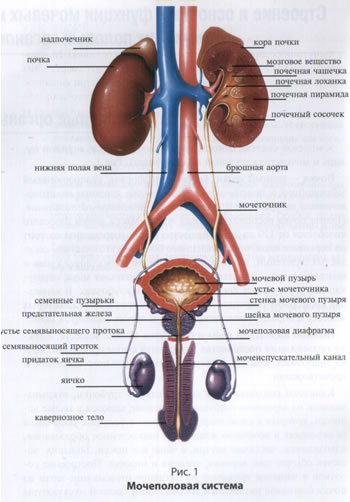 надпочечник
почка
кора почки
мозговое вещество
почечная чашечка
почечная лоханка
почечная пирамида
почечный сосочек
нижняя полая вена
брюшная аорта
мочеточник
мочевой пузырь
устье мочеточника
стенка мочевого пузыря
шейка мочевого пузыря
мочеполовая диафрагма
мочеиспускательный канал
семенные пузырьки
предстательная железа
устье семявыносящего протока
семявыносящий проток
придаток яичка
яичко
кавернозное тело
Рис. 1
Мочеполовая система